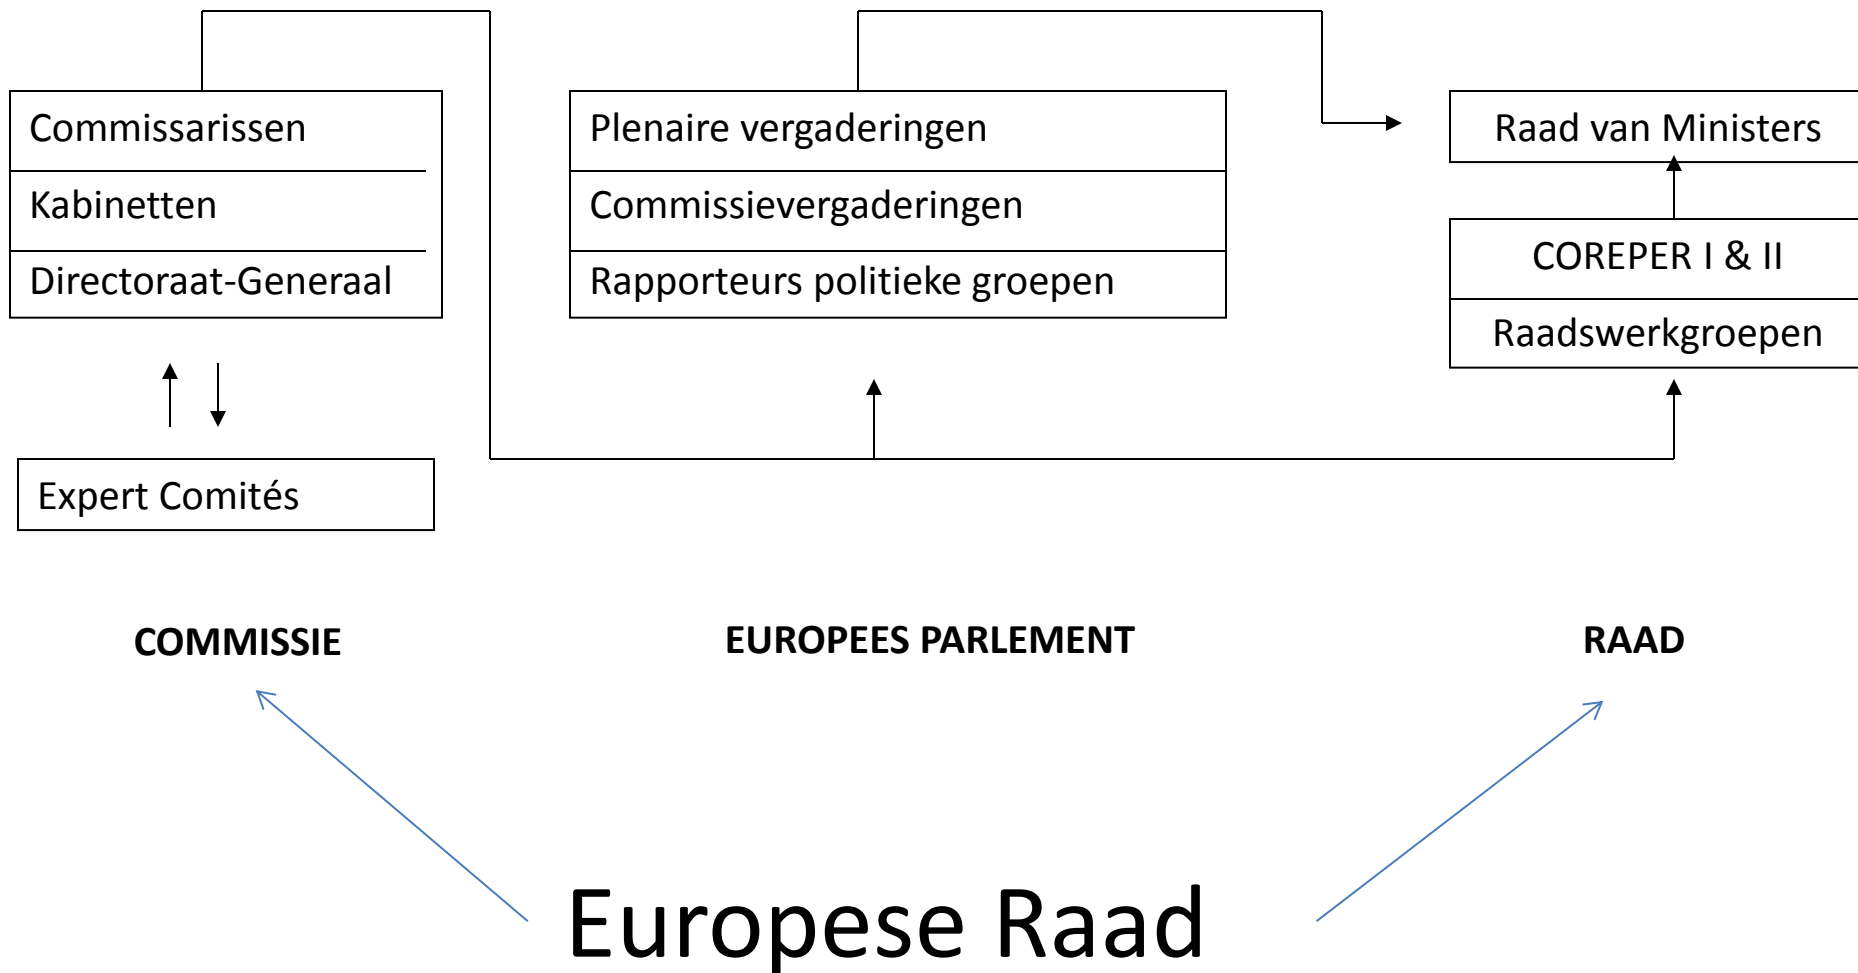 Commissarissen
Kabinetten
Directoraat-Generaal
Expert Comités
COMMISSIE
Plenaire vergaderingen
Commissievergaderingen
Rapporteurs politieke groepen
EUROPEES PARLEMENT
Raad van Ministers
COREPER I & II
Raadswerkgroepen
RAAD
Europese Raad